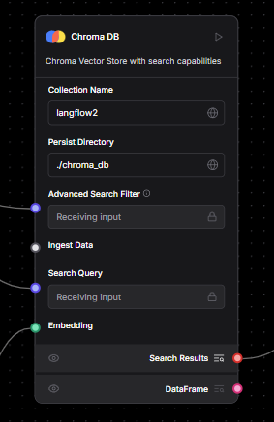 Chroma DB
Chroma Vector Store with search capabilities
Collection Name
langflow2
Persist Directory
./chroma_db
Advanced Search Filter
Receiving input
Ingest Data
Search Query
Receiving input
Embedding
Search Results
DataFrame